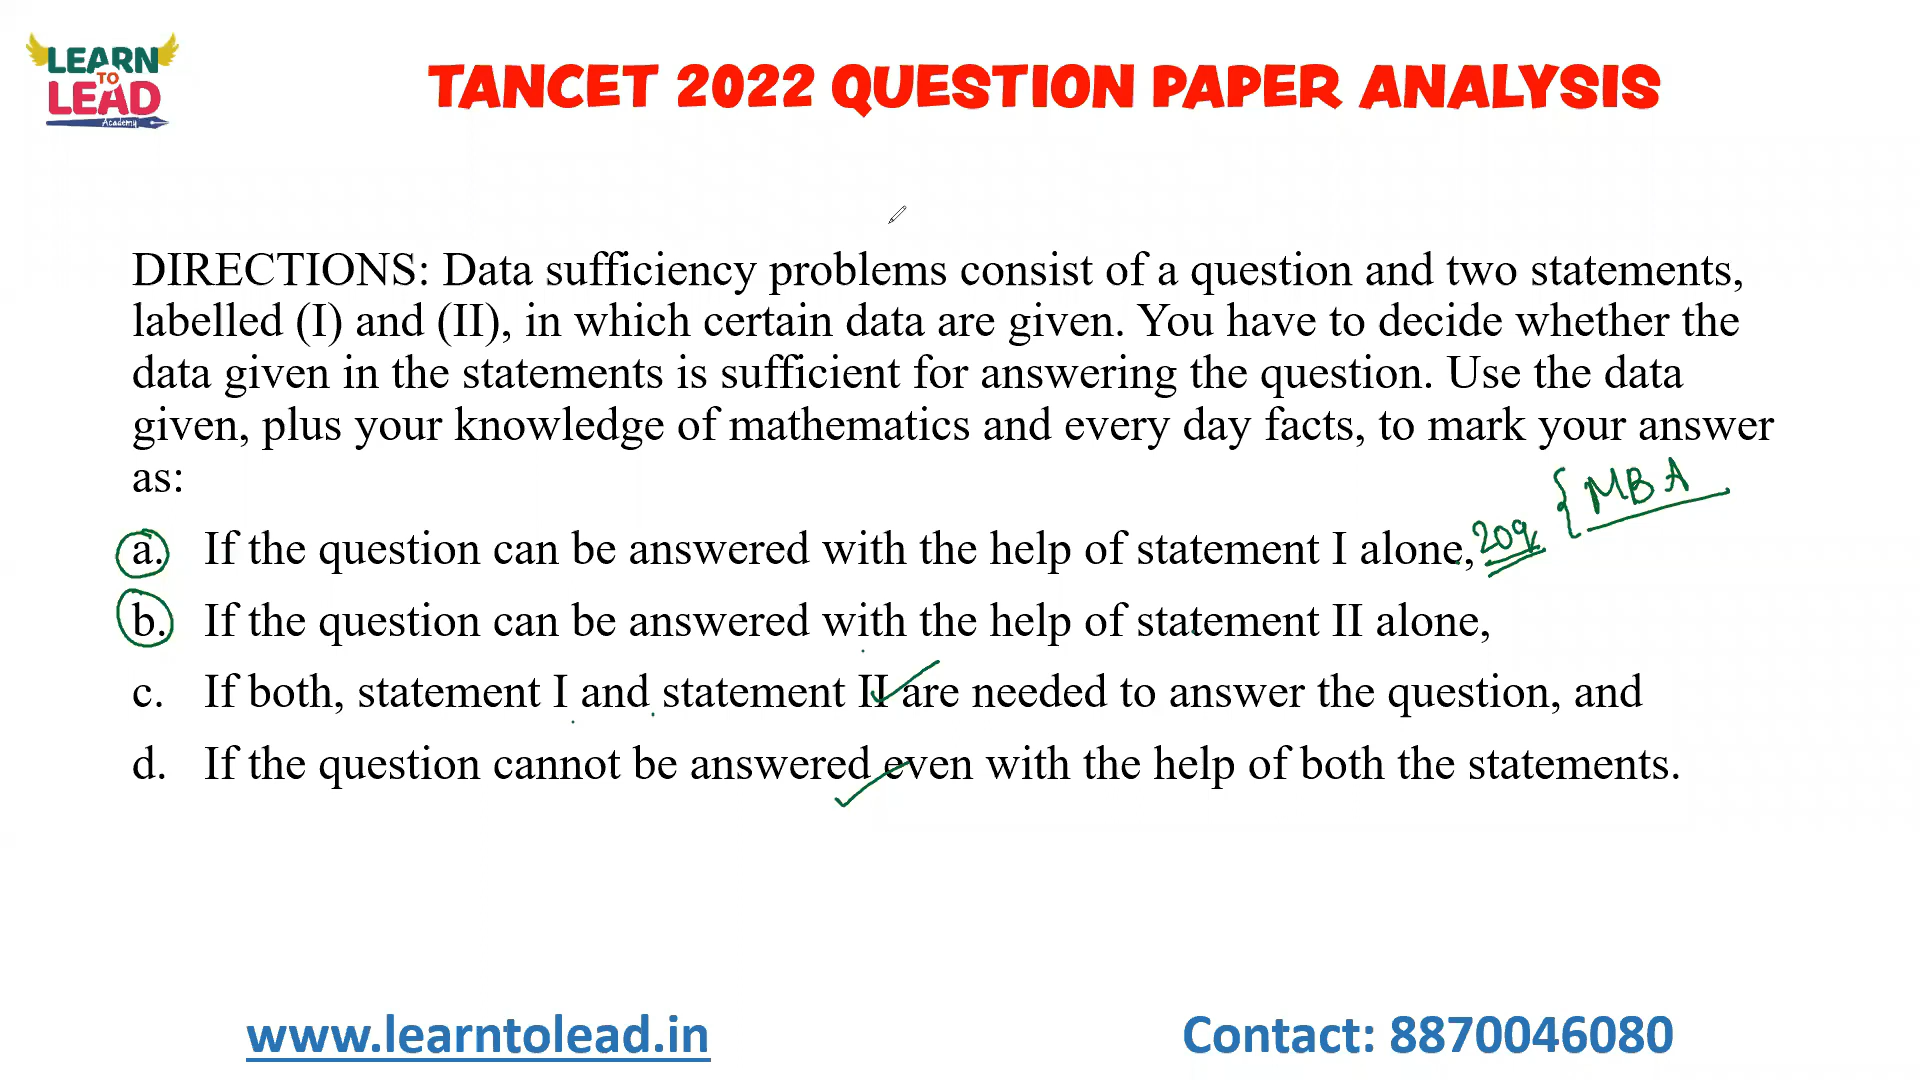 LEARN
TO
LEAD
Academy
TANCET 2022 QUESTION PAPER ANALYSIS
DIRECTIONS: Data sufficiency problems consist of a question and two statements,
labelled (I) and (II), in which certain data are given. You have to decide whether the
data given in the statements is sufficient for answering the question. Use the data
given, plus your knowledge of mathematics and every day facts, to mark your answer
as:
MBA
a. If the question can be answered with the help of statement I alone, 20q
b. If the question can be answered with the help of statement II alone,
c. If both, statement I and statement II are needed to answer the question, and
d. If the question cannot be answered even with the help of both the statements.
www.learntolead.in
Contact: 8870046080